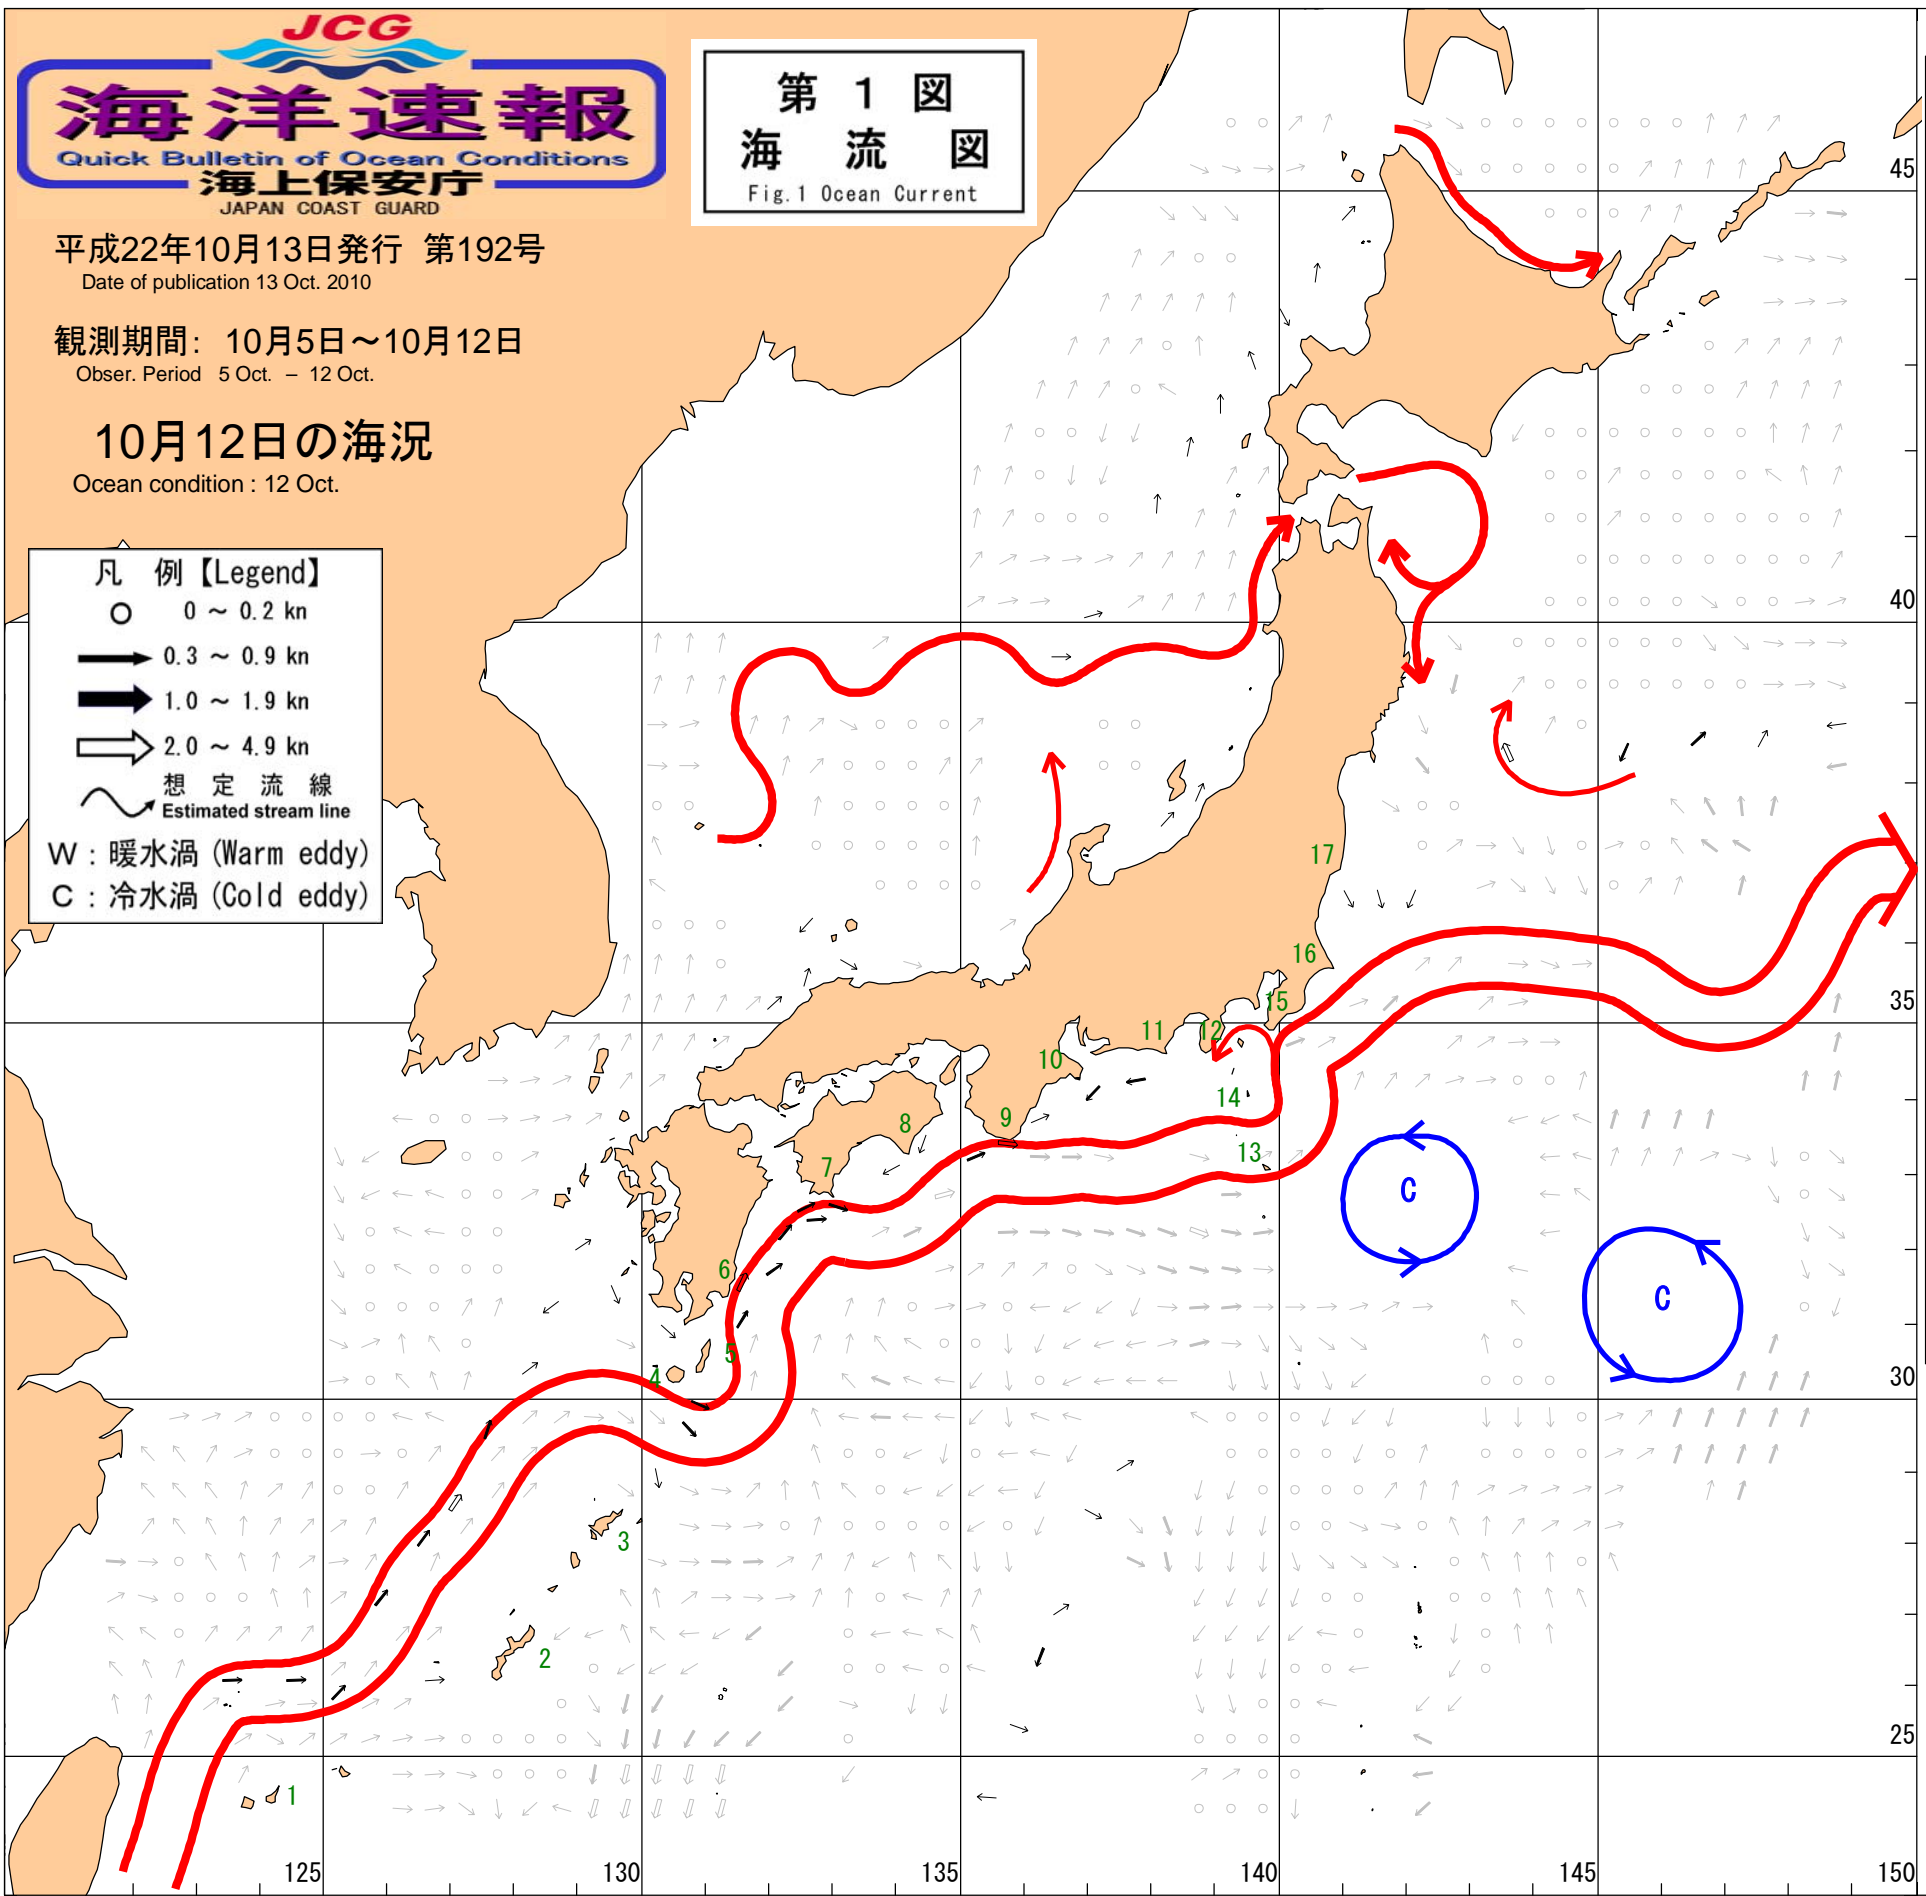 JCG
海洋速報
Quick Bulletin of Ocean Conditions
海上保安庁
JAPAN COAST GUARD
第 1 図
海 流 図
Fig.1 Ocean Current
平成22年10月13日発行 第192号
Date of publication 13 Oct. 2010
観測期間: 10月5日～10月12日
Obser. Period 5 Oct. – 12 Oct.
10月12日の海況
Ocean condition : 12 Oct.
凡 例【Legend】
0 ～ 0.2 kn
0.3 ～ 0.9 kn
1.0 ～ 1.9 kn
2.0 ～ 4.9 kn
想 定 流 線
Estimated stream line
W : 暖水渦 (Warm eddy)
C : 冷水渦 (Cold eddy)
45
40
17
16
35
15
12
11
10
14
9
8
13
7
C
6
C
5
4
30
3
2
25
1
125
130
135
140
145
150